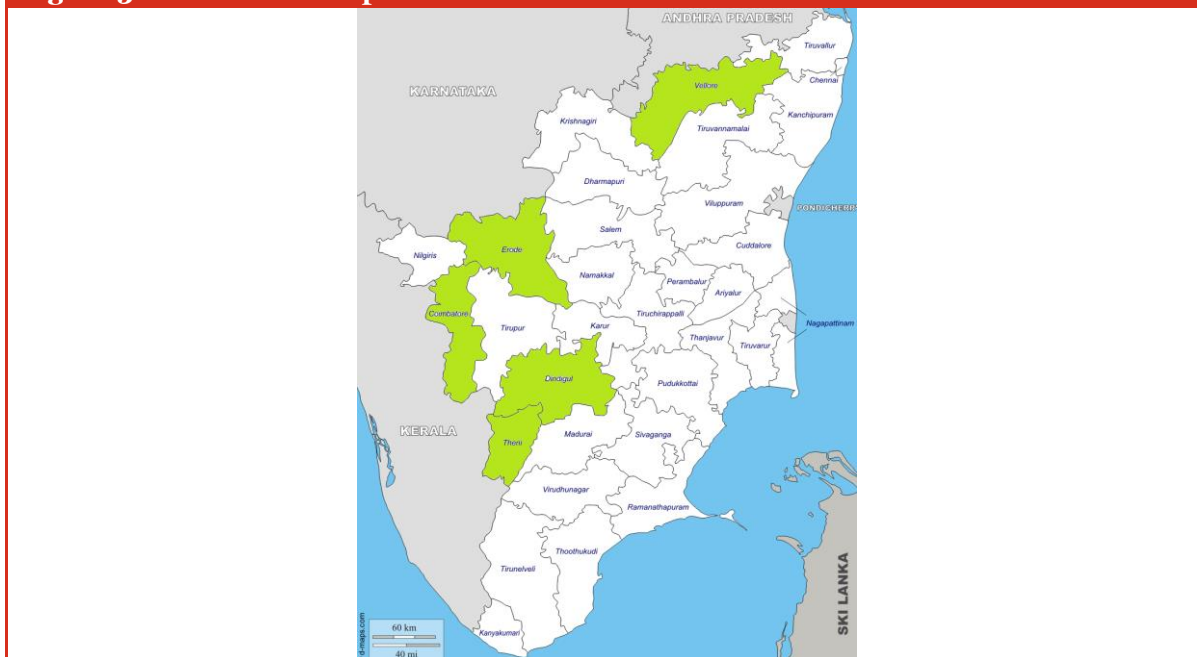 ANDHRA PRADESH
Tiruvallur
Chennai
Vellore
KARNATAKA
Kanchipuram
Krishnagiri
Tiruvannamalai
Dharmapuri
Viluppuram
PONDICHERRY
Salem
Cuddalore
Erode
Nilgiris
Namakkal
Perambalur
Ariyalur
Coimbatore
Tiruchirappalli
Nagapattinam
Tirupur
Karur
Thanjavur
Tiruvarur
Dindigul
Pudukkottai
KERALA
Theni
Madurai
Sivaganga
Virudhunagar
Ramanathapuram
Thoothukudi
Tirunelveli
SRI LANKA
Kanyakumari
60 km
40 mi
d-maps.com